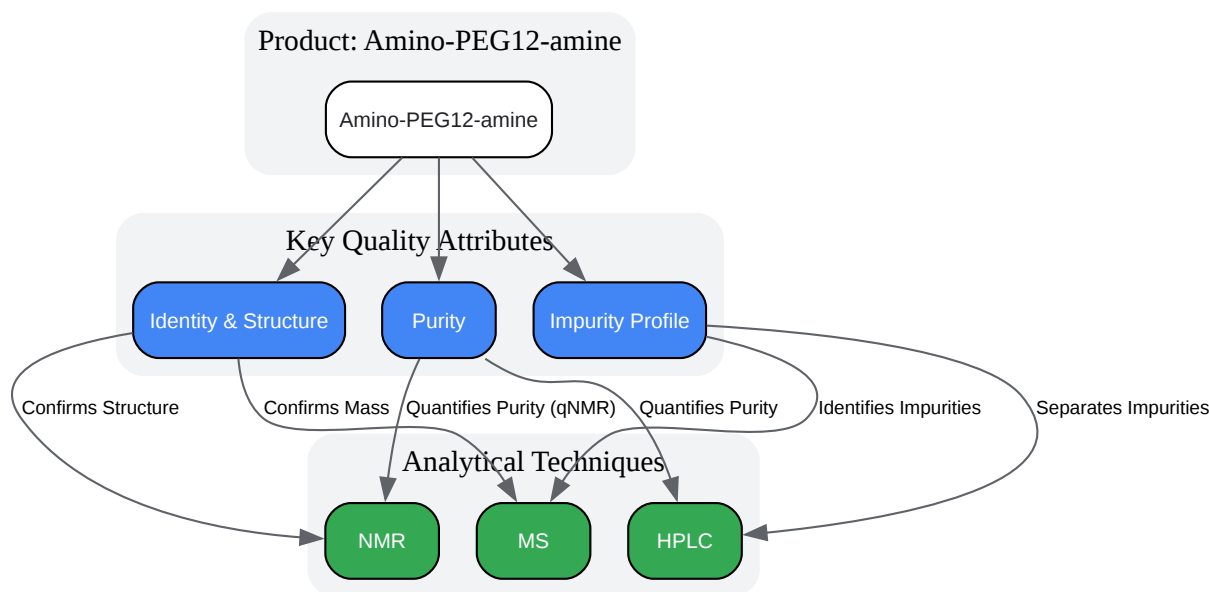 Product: Amino-PEG12-amine
Amino-PEG12-amine
Key Quality Attributes
Identity & Structure
Purity
Impurity Profile
Confirms Structure
Confirms Mass
Quantifies Purity (qNMR)
Quantifies Purity
Identifies Impurities
Separates Impurities
Analytical Techniques
NMR
MS
HPLC